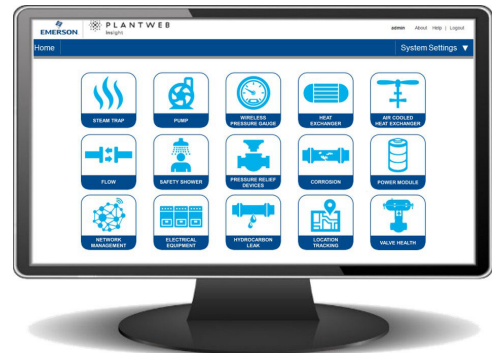 EMERSON
PLANTWEB
Insight
admin About Help | Logout
Home
System Settings ▼
STEAM TRAP
PUMP
WIRELESS
PRESSURE GAUGE
HEAT
EXCHANGER
AIR COOLED
HEAT EXCHANGER
FLOW
SAFETY SHOWER
PRESSURE RELIEF
DEVICES
CORROSION
POWER MODULE
NETWORK
MANAGEMENT
ELECTRICAL
EQUIPMENT
HYDROCARBON
LEAK
LOCATION
TRACKING
VALVE HEALTH